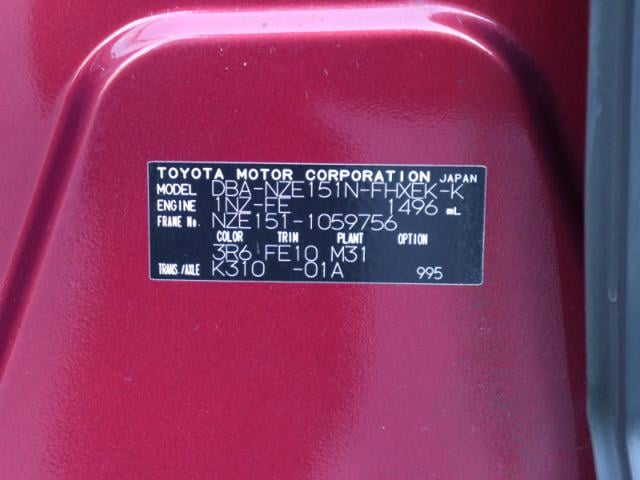 TOYOTA MOTOR CORPORATION JAPAN
MODEL DBA-NZE151N-FHXEK-K
ENGINE 1NZ-FE 1496 mL
FRAME No. NZE151-1059756
COLOR TRIM PLANT OPTION
3R6 FE10 M31
TRANS./AXLE K310 -01A 995